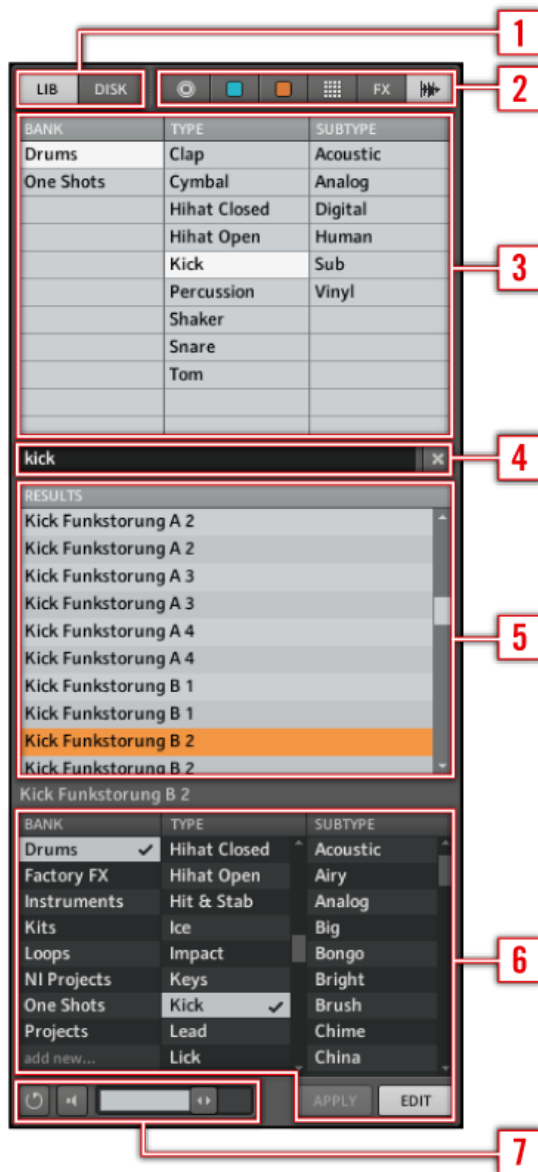 1
LIB DISK FX 2
BANK TYPE SUBTYPE
Drums Clap Acoustic
One Shots Cymbal Analog
Hihat Closed Digital
Hihat Open Human
Kick Sub
3
Percussion Vinyl
Shaker
Snare
Tom
kick 4
RESULTS
Kick Funkstorung A 2
Kick Funkstorung A 2
Kick Funkstorung A 3
Kick Funkstorung A 3
Kick Funkstorung A 4
5
Kick Funkstorung A 4
Kick Funkstorung B 1
Kick Funkstorung B 1
Kick Funkstorung B 2
Kick Funkstorung B 2
Kick Funkstorung B 2
BANK TYPE SUBTYPE
Drums Hihat Closed Acoustic
Factory FX Hihat Open Airy
Instruments Hit & Stab Analog
Kits Ice Big
Loops Impact Bongo
6
NI Projects Keys Bright
One Shots Kick Brush
Projects Lead Chime
add new... Lick China
APPLY EDIT
7